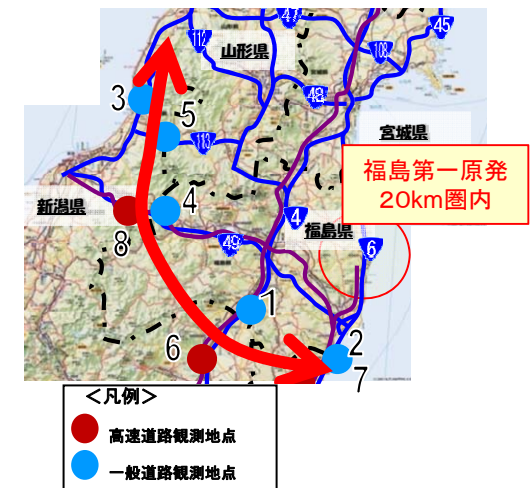 47
45
112
山形県
108
3
48
5
113
宮城県
福島第一原発
20km圏内
新潟県
4
4
8
49
福島県
6
1
6
2
7
<凡例>
高速道路観測地点
一般道路観測地点